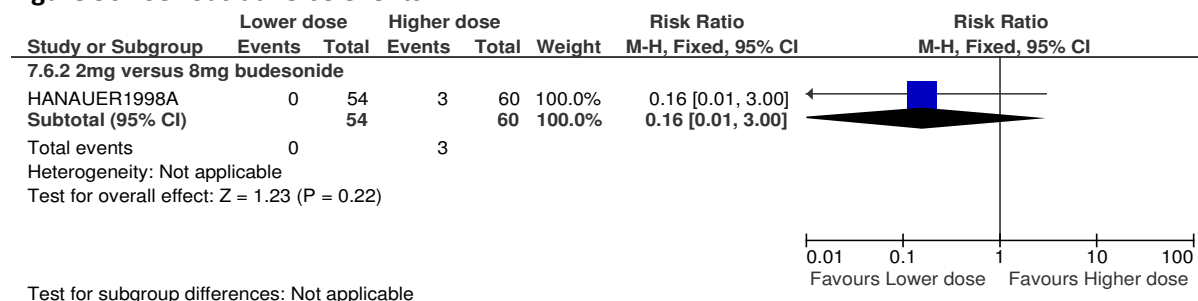 Lower dose Higher dose Risk Ratio Risk Ratio
Study or Subgroup Events Total Events Total Weight M-H, Fixed, 95% CI M-H, Fixed, 95% CI
7.6.2 2mg versus 8mg budesonide
HANAUER1998A 0 54 3 60 100.0% 0.16 [0.01, 3.00]
Subtotal (95% CI) 54 60 100.0% 0.16 [0.01, 3.00]
Total events 0 3
Heterogeneity: Not applicable
Test for overall effect: Z = 1.23 (P = 0.22)
0.01 0.1 1 10 100
Favours Lower dose Favours Higher dose
Test for subgroup differences: Not applicable